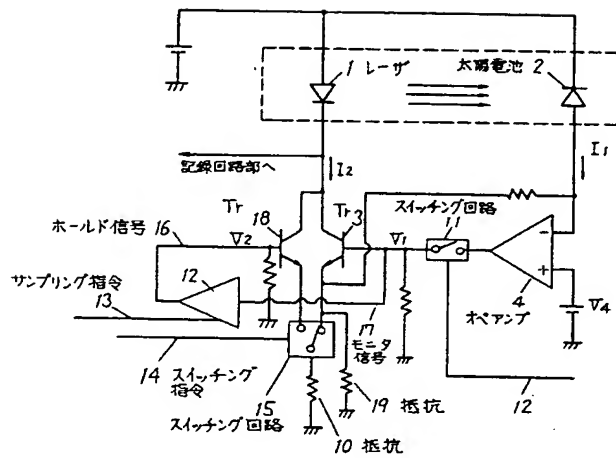 1 レーザ
太陽電池 2
I1
記録回路部へ
I2
スイッチング回路
11
Tr
18
Tr
3
ホールド信号
16
V2
V1
12
サンプリング指令
13
4
オペアンプ
V4
17
モニタ
信号
14 スイッチング
指令
15
スイッチング回路
19 抵抗
10 抵抗
12